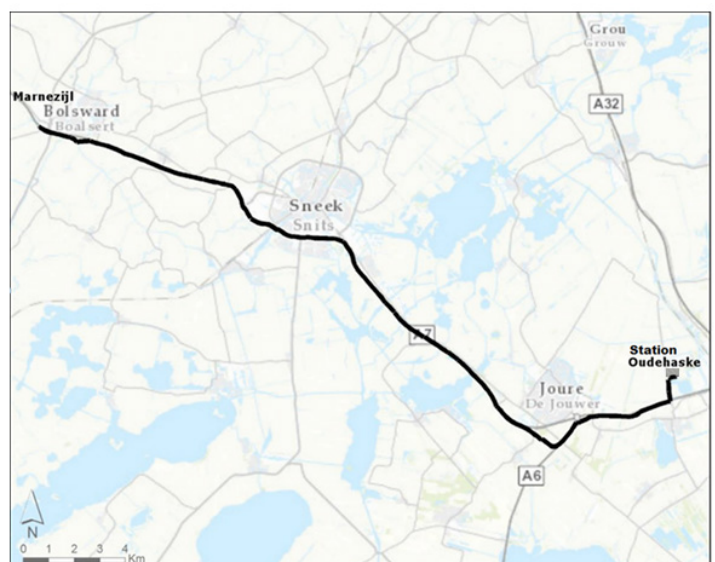 Grou
Grouw
A32
Marnezijl
Bolsward
Boalsert
Sneek
Snits
A7
Station
Oudehaske
Joure
De Jouwer
A6
N
0 1 2 3 4
Km